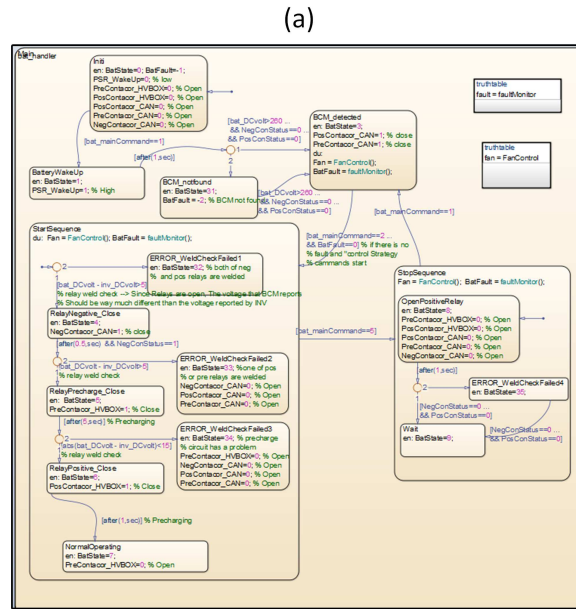 (a)
Main
bat_handler
Initi
en: BatState=0; BatFault=-1;
PSR_WakeUp=0; % low
PreContacor_HVBOX=0; % Open
PosContacor_HVBOX=0; % Open
PosContacor_CAN=0; % Open
PreContacor_CAN=0; % Open
NegContacor_CAN=0; % Open
truthtable
fault = faultMonitor
truthtable
fan = FanControl
[bat_mainCommand==1]
BatteryWakeUp
en: BatState=1;
PSR_WakeUp=1; % High
[after(1,sec)]
[bat_DCvolt>260 ...
&& NegConStatus==0 ...
&& PosConStatus==0]
1
2
BCM_notfound
en: BatState=31;
BatFault = -2; % BCM not found
[bat_DCvolt>260 ...
&& NegConStatus==0 ...
&& PosConStatus==0]
BCM_detected
en: BatState=3;
PosContacor_CAN=1; % close
PreContacor_CAN=1; % close
du:
Fan = FanControl();
BatFault = faultMonitor();
[bat_mainCommand==2 ...
&& BatFault==0] % if there is no
% fault and "control Strategy
% commands start
[bat_mainCommand==1]
StartSequence
du: Fan = FanControl(); BatFault = faultMonitor();
2
ERROR_WeldCheckFailed1
en: BatState=32; % both of neg
% and pos relays are welded
1
[bat_DCvolt - inv_DCvolt>5]
% relay weld check --> Since Relays are open, The voltage that BCM reports
% Should be way much different than the voltage reported by INV
RelayNegative_Close
en: BatState=4;
NegContacor_CAN=1; % close
[after(0.5,sec) && NegConStatus==1]
2
[bat_DCvolt - inv_DCvolt>5]
% relay weld check
ERROR_WeldCheckFailed2
en: BatState=33; %one of pos
% or pre relays are welded
NegContacor_CAN=0; % Open
PosContacor_CAN=0; % Open
PreContacor_CAN=0; % Open
RelayPrecharge_Close
en: BatState=5;
PreContacor_HVBOX=1; % Close
[after(5,sec)] % Precharging
2
[abs(bat_DCvolt - inv_DCvolt)<15]
% relay weld check
ERROR_WeldCheckFailed3
en: BatState=34; % precharge
% circuit has a problem
PreContacor_HVBOX=0; % Open
NegContacor_CAN=0; % Open
PosContacor_CAN=0; % Open
PreContacor_CAN=0; % Open
RelayPositive_Close
en: BatState=6;
PosContacor_HVBOX=1; % Close
[after(1,sec)] % Precharging
NormalOperating
en: BatState=7;
PreContacor_HVBOX=0; % Open
[bat_mainCommand==5]
StopSequence
Fan = FanControl(); BatFault = faultMonitor();
OpenPositiveRelay
en: BatState=8;
PreContacor_HVBOX=0; % Open
PosContacor_HVBOX=0; % Open
PosContacor_CAN=0; % Open
PreContacor_CAN=0; % Open
NegContacor_CAN=0; % Open
[after(1,sec)]
2
ERROR_WeldCheckFailed4
en: BatState=35;
1
[NegConStatus==0 ...
&& PosConStatus==0]
[NegConStatus==0 ...
&& PosConStatus==0]
Wait
en: BatState=9;